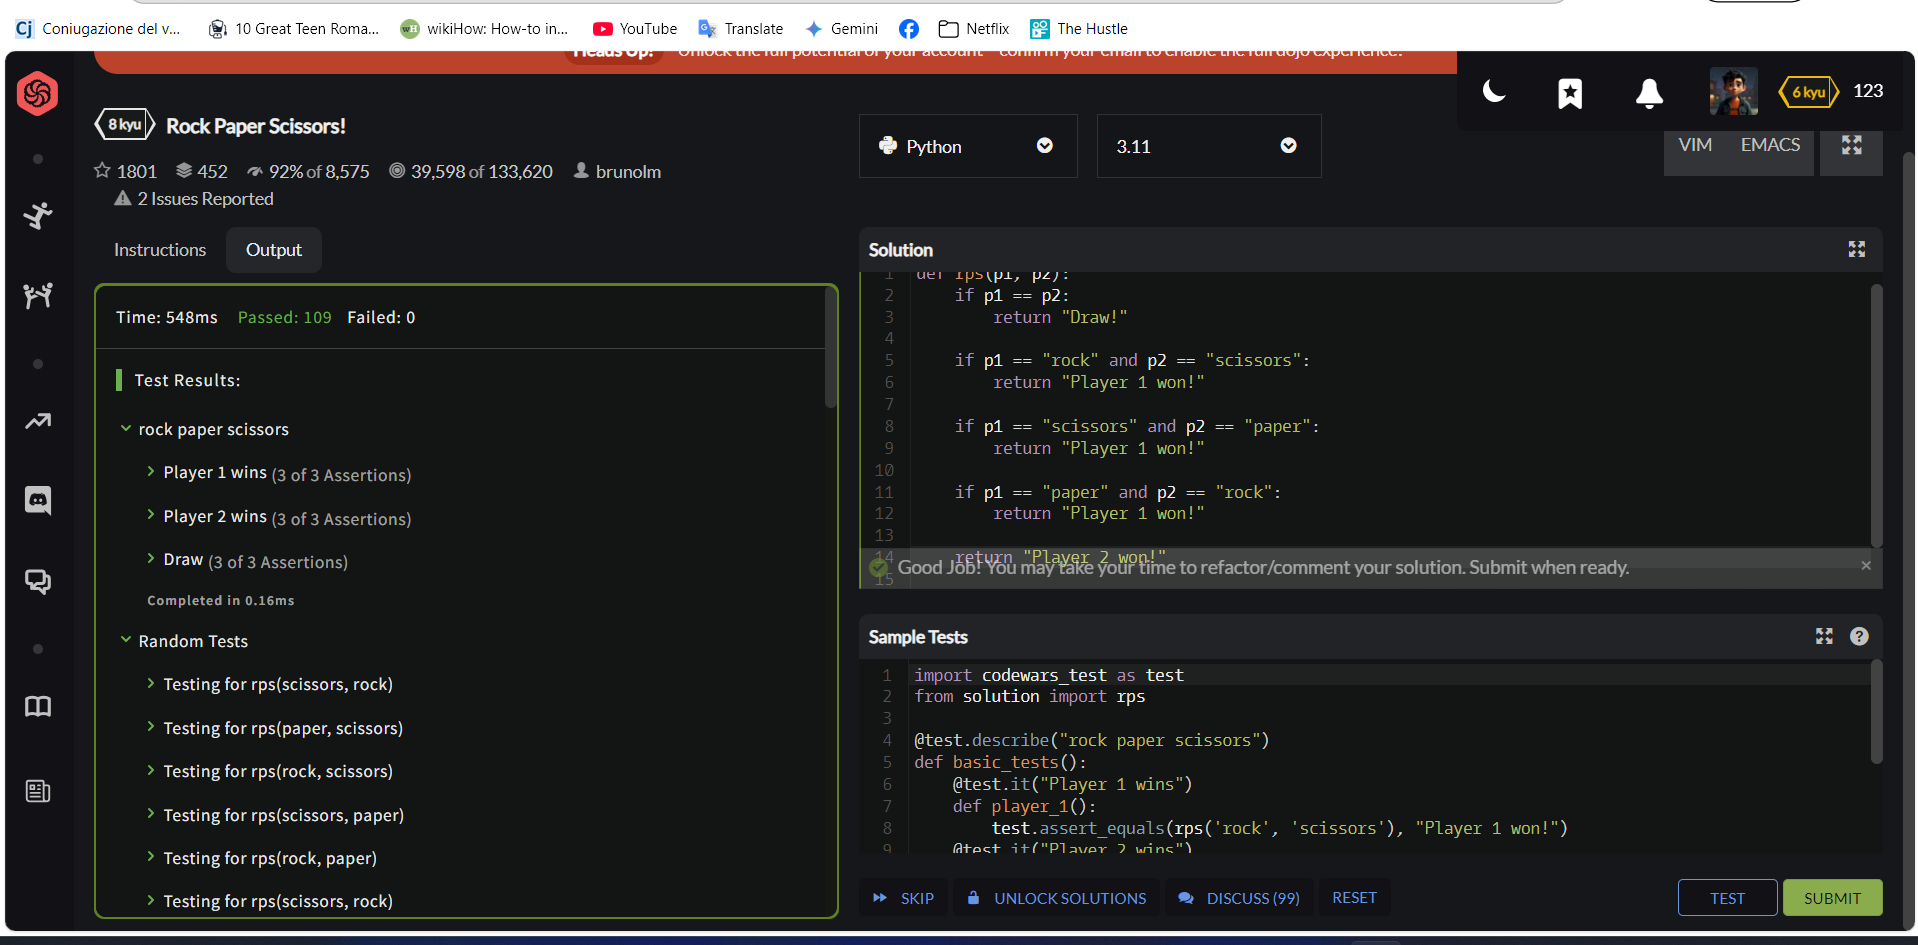 Coniugazione del v...
10 Great Teen Roma...
wikiHow: How-to in...
YouTube
Translate
Gemini
Netflix
The Hustle
Heads Up! Unlock the full potential of your account - confirm your email to enable the full dojo experience.
6 kyu 123
8 kyu Rock Paper Scissors!
1801 452 92% of 8,575 39,598 of 133,620 brunolm
2 Issues Reported
Python
3.11
VIM EMACS
Instructions Output
Time: 548ms Passed: 109 Failed: 0
Test Results:
rock paper scissors
Player 1 wins (3 of 3 Assertions)
Player 2 wins (3 of 3 Assertions)
Draw (3 of 3 Assertions)
Completed in 0.16ms
Random Tests
Testing for rps(scissors, rock)
Testing for rps(paper, scissors)
Testing for rps(rock, scissors)
Testing for rps(scissors, paper)
Testing for rps(rock, paper)
Testing for rps(scissors, rock)
Solution
1 def rps(p1, p2):
2 if p1 == p2:
3 return "Draw!"
4
5 if p1 == "rock" and p2 == "scissors":
6 return "Player 1 won!"
7
8 if p1 == "scissors" and p2 == "paper":
9 return "Player 1 won!"
10
11 if p1 == "paper" and p2 == "rock":
12 return "Player 1 won!"
13
14 return "Player 2 won!"
15
Good Job! You may take your time to refactor/comment your solution. Submit when ready.
Sample Tests
1 import codewars_test as test
2 from solution import rps
3
4 @test.describe("rock paper scissors")
5 def basic_tests():
6 @test.it("Player 1 wins")
7 def player_1():
8 test.assert_equals(rps('rock', 'scissors'), "Player 1 won!")
9 @test.it("Player 2 wins")
SKIP UNLOCK SOLUTIONS DISCUSS (99) RESET
TEST SUBMIT